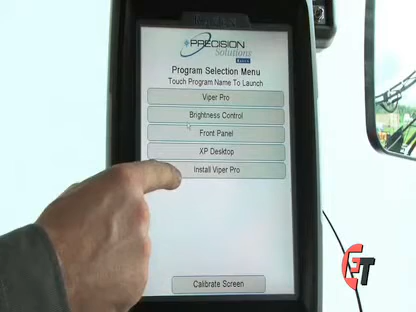 PRECISION
Solutions
Program Selection Menu
Touch Program Name To Launch
Viper Pro
Brightness Control
Front Panel
XP Desktop
Install Viper Pro
Calibrate Screen